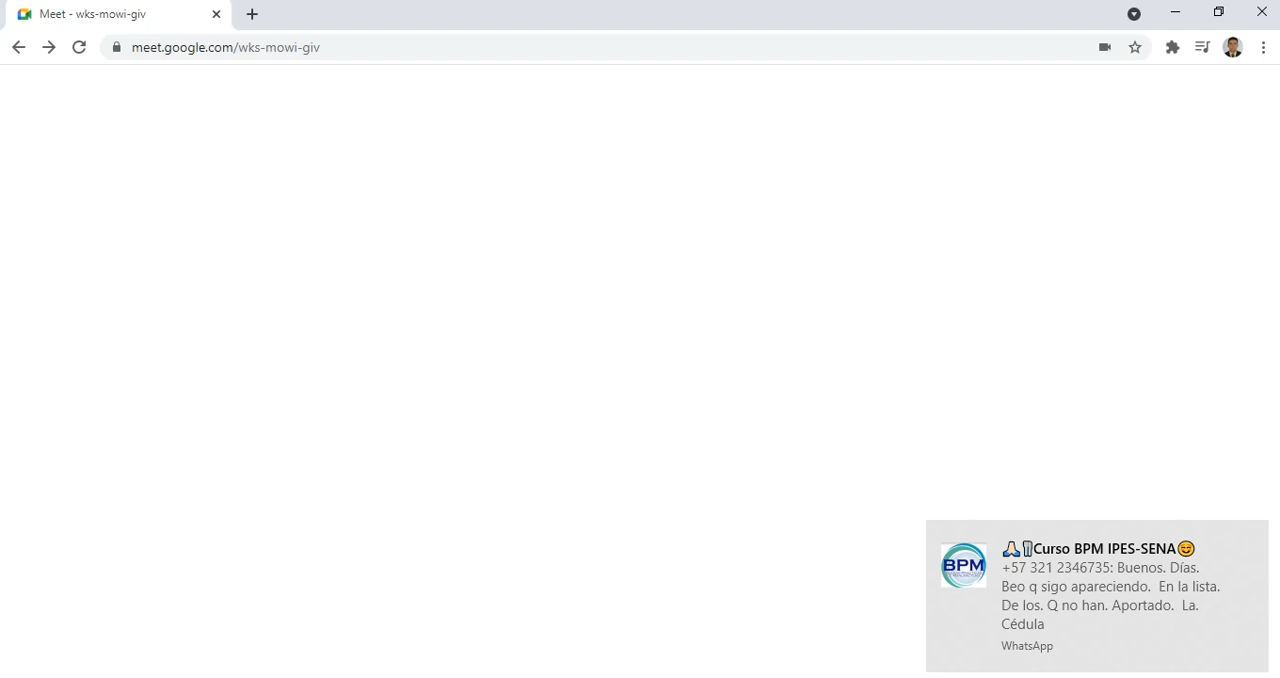 Meet - wks-mowi-giv
meet.google.com/wks-mowi-giv
🙏🏻🥛Curso BPM IPES-SENA😊
BPM
+57 321 2346735: Buenos. Días.
Beo q sigo apareciendo.  En la lista.
De los. Q no han. Aportado.  La.
Cédula
WhatsApp